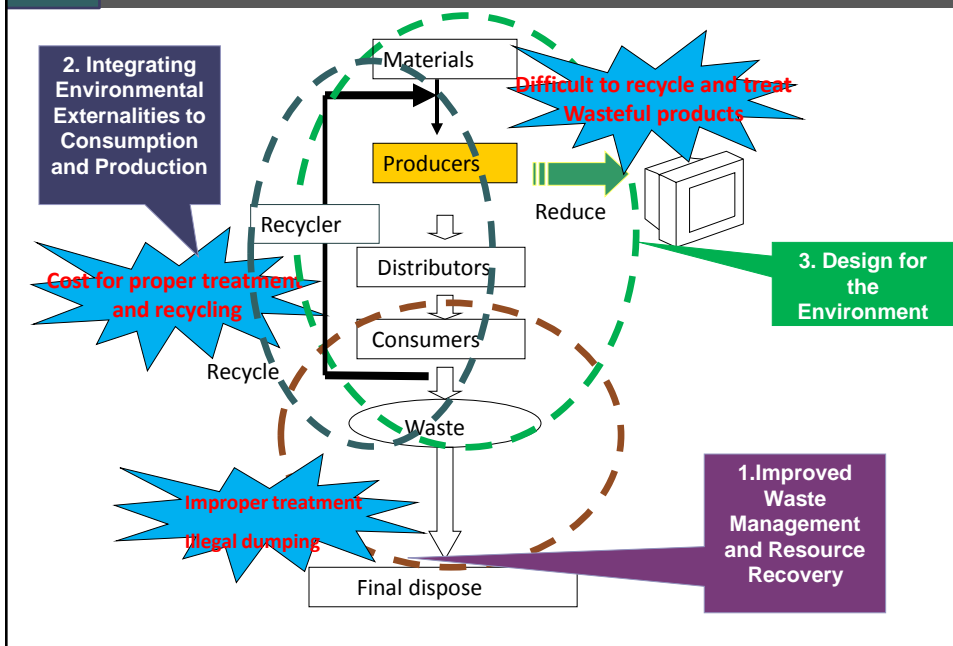 2. Integrating
Environmental
Externalities to
Consumption
and Production
Materials
Difficult to recycle and treat
Wasteful products
Producers
Reduce
Recycler
Distributors
3. Design for
the
Environment
Cost for proper treatment
and recycling
Consumers
Recycle
Waste
1.Improved
Waste
Management
and Resource
Recovery
Improper treatment
Illegal dumping
Final dispose